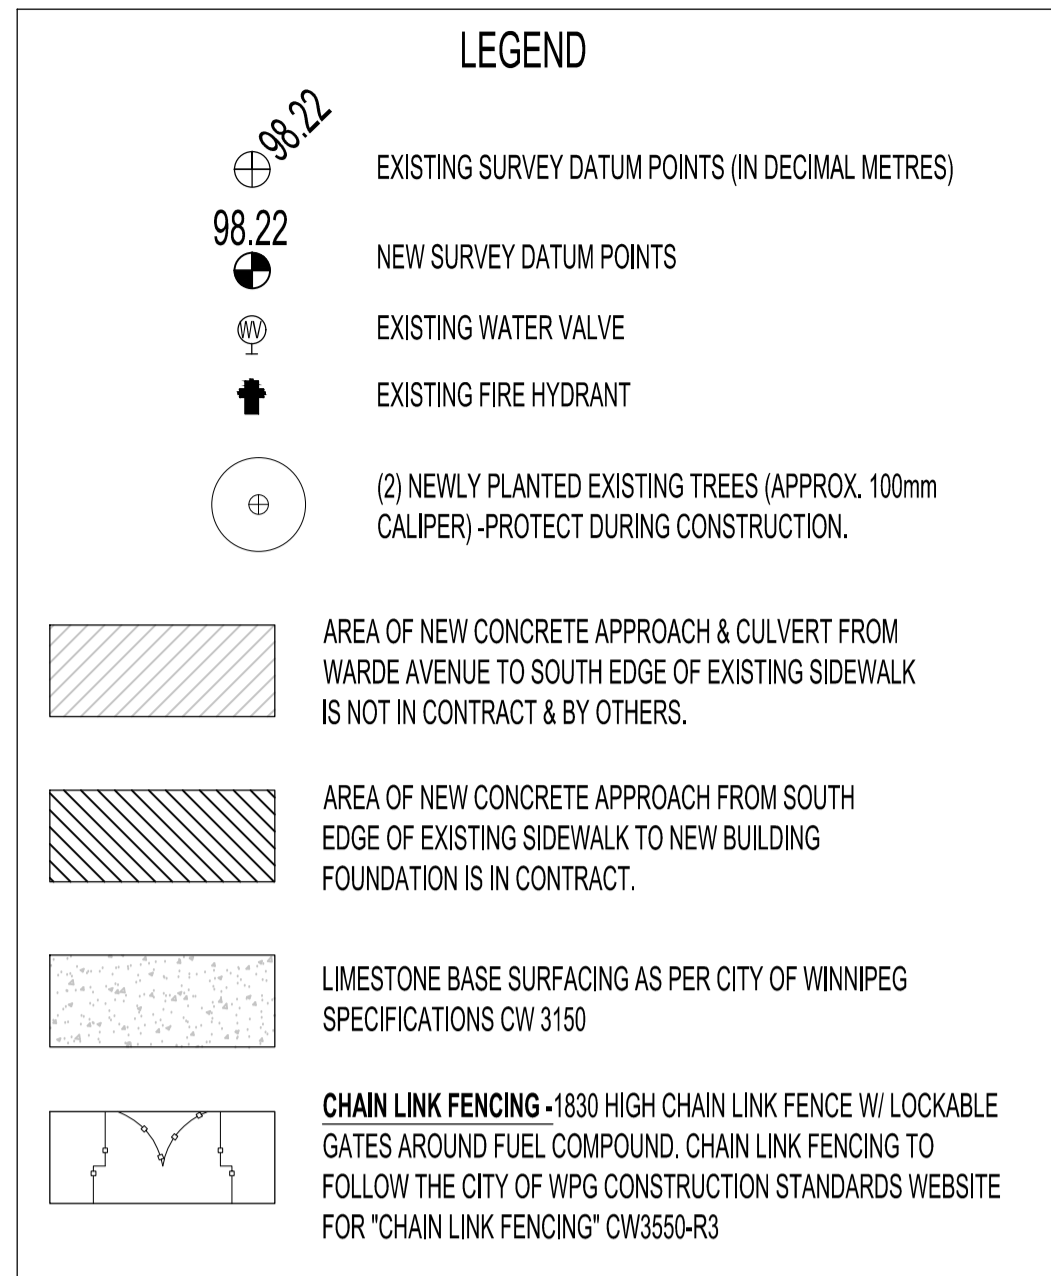 LEGEND
98.22
EXISTING SURVEY DATUM POINTS (IN DECIMAL METRES)
98.22
NEW SURVEY DATUM POINTS
WV
EXISTING WATER VALVE
EXISTING FIRE HYDRANT
(2) NEWLY PLANTED EXISTING TREES (APPROX. 100mm
CALIPER) -PROTECT DURING CONSTRUCTION.
AREA OF NEW CONCRETE APPROACH & CULVERT FROM
WARDE AVENUE TO SOUTH EDGE OF EXISTING SIDEWALK
IS NOT IN CONTRACT & BY OTHERS.
AREA OF NEW CONCRETE APPROACH FROM SOUTH
EDGE OF EXISTING SIDEWALK TO NEW BUILDING
FOUNDATION IS IN CONTRACT.
LIMESTONE BASE SURFACING AS PER CITY OF WINNIPEG
SPECIFICATIONS CW 3150
CHAIN LINK FENCING -1830 HIGH CHAIN LINK FENCE W/ LOCKABLE
GATES AROUND FUEL COMPOUND. CHAIN LINK FENCING TO
FOLLOW THE CITY OF WPG CONSTRUCTION STANDARDS WEBSITE
FOR "CHAIN LINK FENCING" CW3550-R3